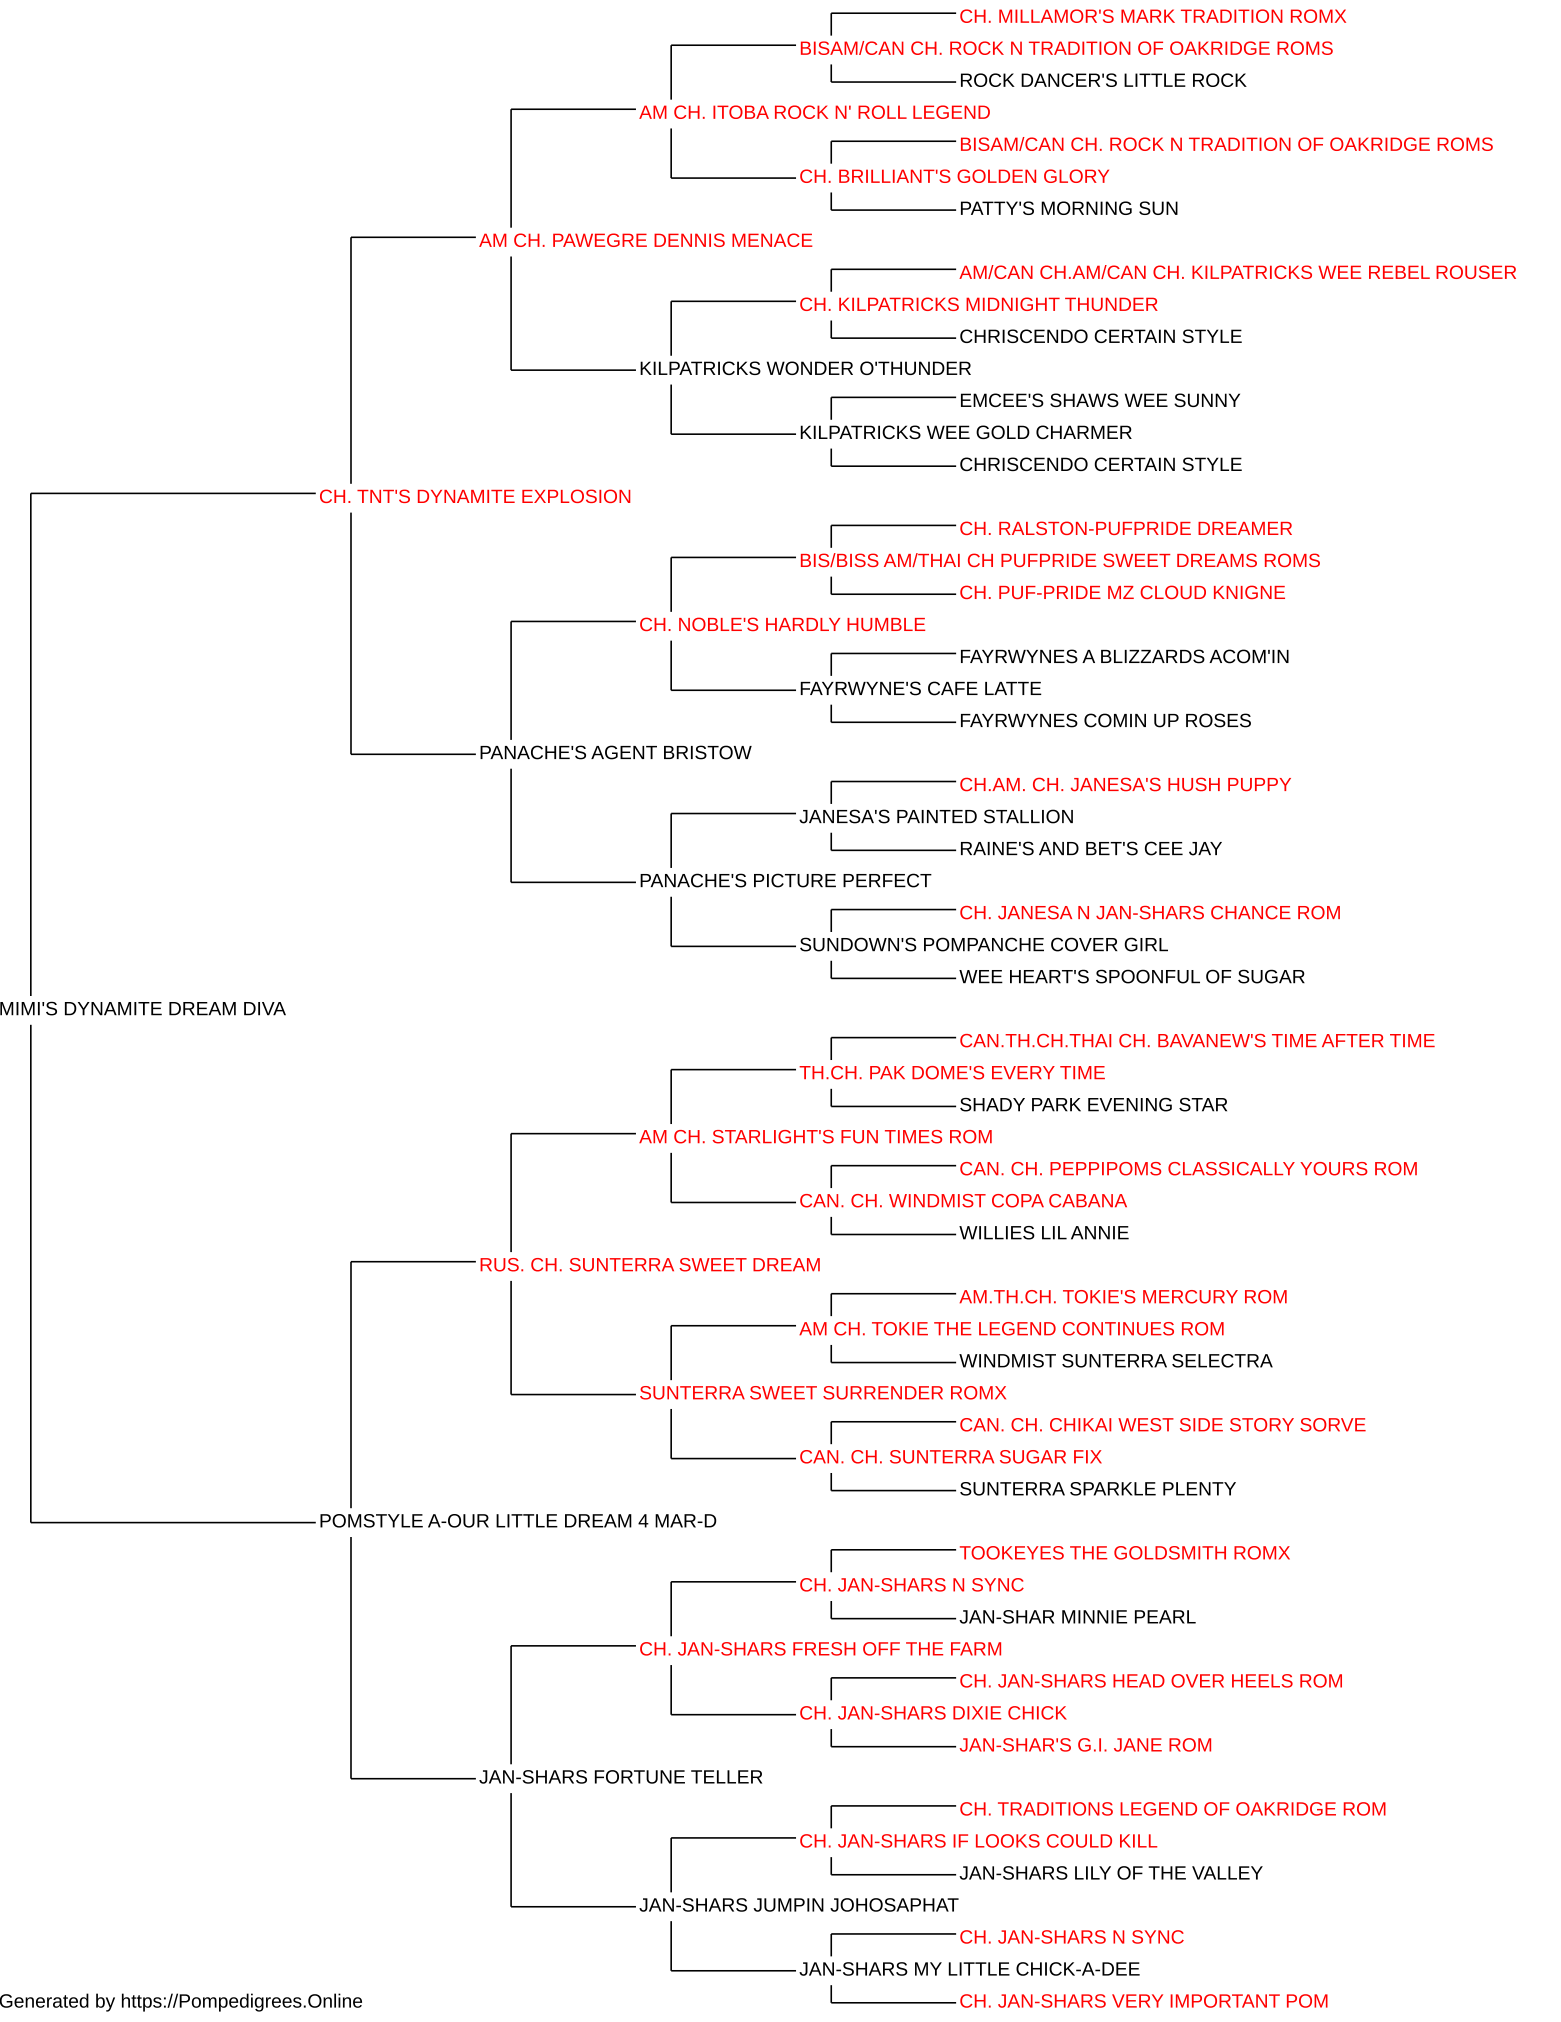 CH. MILLAMOR'S MARK TRADITION ROMX
BISAM/CAN CH. ROCK N TRADITION OF OAKRIDGE ROMS
ROCK DANCER'S LITTLE ROCK
AM CH. ITOBA ROCK N' ROLL LEGEND
BISAM/CAN CH. ROCK N TRADITION OF OAKRIDGE ROMS
CH. BRILLIANT'S GOLDEN GLORY
PATTY'S MORNING SUN
AM CH. PAWEGRE DENNIS MENACE
AM/CAN CH.AM/CAN CH. KILPATRICKS WEE REBEL ROUSER
CH. KILPATRICKS MIDNIGHT THUNDER
CHRISCENDO CERTAIN STYLE
KILPATRICKS WONDER O'THUNDER
EMCEE'S SHAWS WEE SUNNY
KILPATRICKS WEE GOLD CHARMER
CHRISCENDO CERTAIN STYLE
CH. TNT'S DYNAMITE EXPLOSION
CH. RALSTON-PUFPRIDE DREAMER
BIS/BISS AM/THAI CH PUFPRIDE SWEET DREAMS ROMS
CH. PUF-PRIDE MZ CLOUD KNIGNE
CH. NOBLE'S HARDLY HUMBLE
FAYRWYNES A BLIZZARDS ACOM'IN
FAYRWYNE'S CAFE LATTE
FAYRWYNES COMIN UP ROSES
PANACHE'S AGENT BRISTOW
CH.AM. CH. JANESA'S HUSH PUPPY
JANESA'S PAINTED STALLION
RAINE'S AND BET'S CEE JAY
PANACHE'S PICTURE PERFECT
CH. JANESA N JAN-SHARS CHANCE ROM
SUNDOWN'S POMPANCHE COVER GIRL
WEE HEART'S SPOONFUL OF SUGAR
MIMI'S DYNAMITE DREAM DIVA
CAN.TH.CH.THAI CH. BAVANEW'S TIME AFTER TIME
TH.CH. PAK DOME'S EVERY TIME
SHADY PARK EVENING STAR
AM CH. STARLIGHT'S FUN TIMES ROM
CAN. CH. PEPPIPOMS CLASSICALLY YOURS ROM
CAN. CH. WINDMIST COPA CABANA
WILLIES LIL ANNIE
RUS. CH. SUNTERRA SWEET DREAM
AM.TH.CH. TOKIE'S MERCURY ROM
AM CH. TOKIE THE LEGEND CONTINUES ROM
WINDMIST SUNTERRA SELECTRA
SUNTERRA SWEET SURRENDER ROMX
CAN. CH. CHIKAI WEST SIDE STORY SORVE
CAN. CH. SUNTERRA SUGAR FIX
SUNTERRA SPARKLE PLENTY
POMSTYLE A-OUR LITTLE DREAM 4 MAR-D
TOOKEYES THE GOLDSMITH ROMX
CH. JAN-SHARS N SYNC
JAN-SHAR MINNIE PEARL
CH. JAN-SHARS FRESH OFF THE FARM
CH. JAN-SHARS HEAD OVER HEELS ROM
CH. JAN-SHARS DIXIE CHICK
JAN-SHAR'S G.I. JANE ROM
JAN-SHARS FORTUNE TELLER
CH. TRADITIONS LEGEND OF OAKRIDGE ROM
CH. JAN-SHARS IF LOOKS COULD KILL
JAN-SHARS LILY OF THE VALLEY
JAN-SHARS JUMPIN JOHOSAPHAT
CH. JAN-SHARS N SYNC
JAN-SHARS MY LITTLE CHICK-A-DEE
CH. JAN-SHARS VERY IMPORTANT POM
Generated by https://Pompedigrees.Online